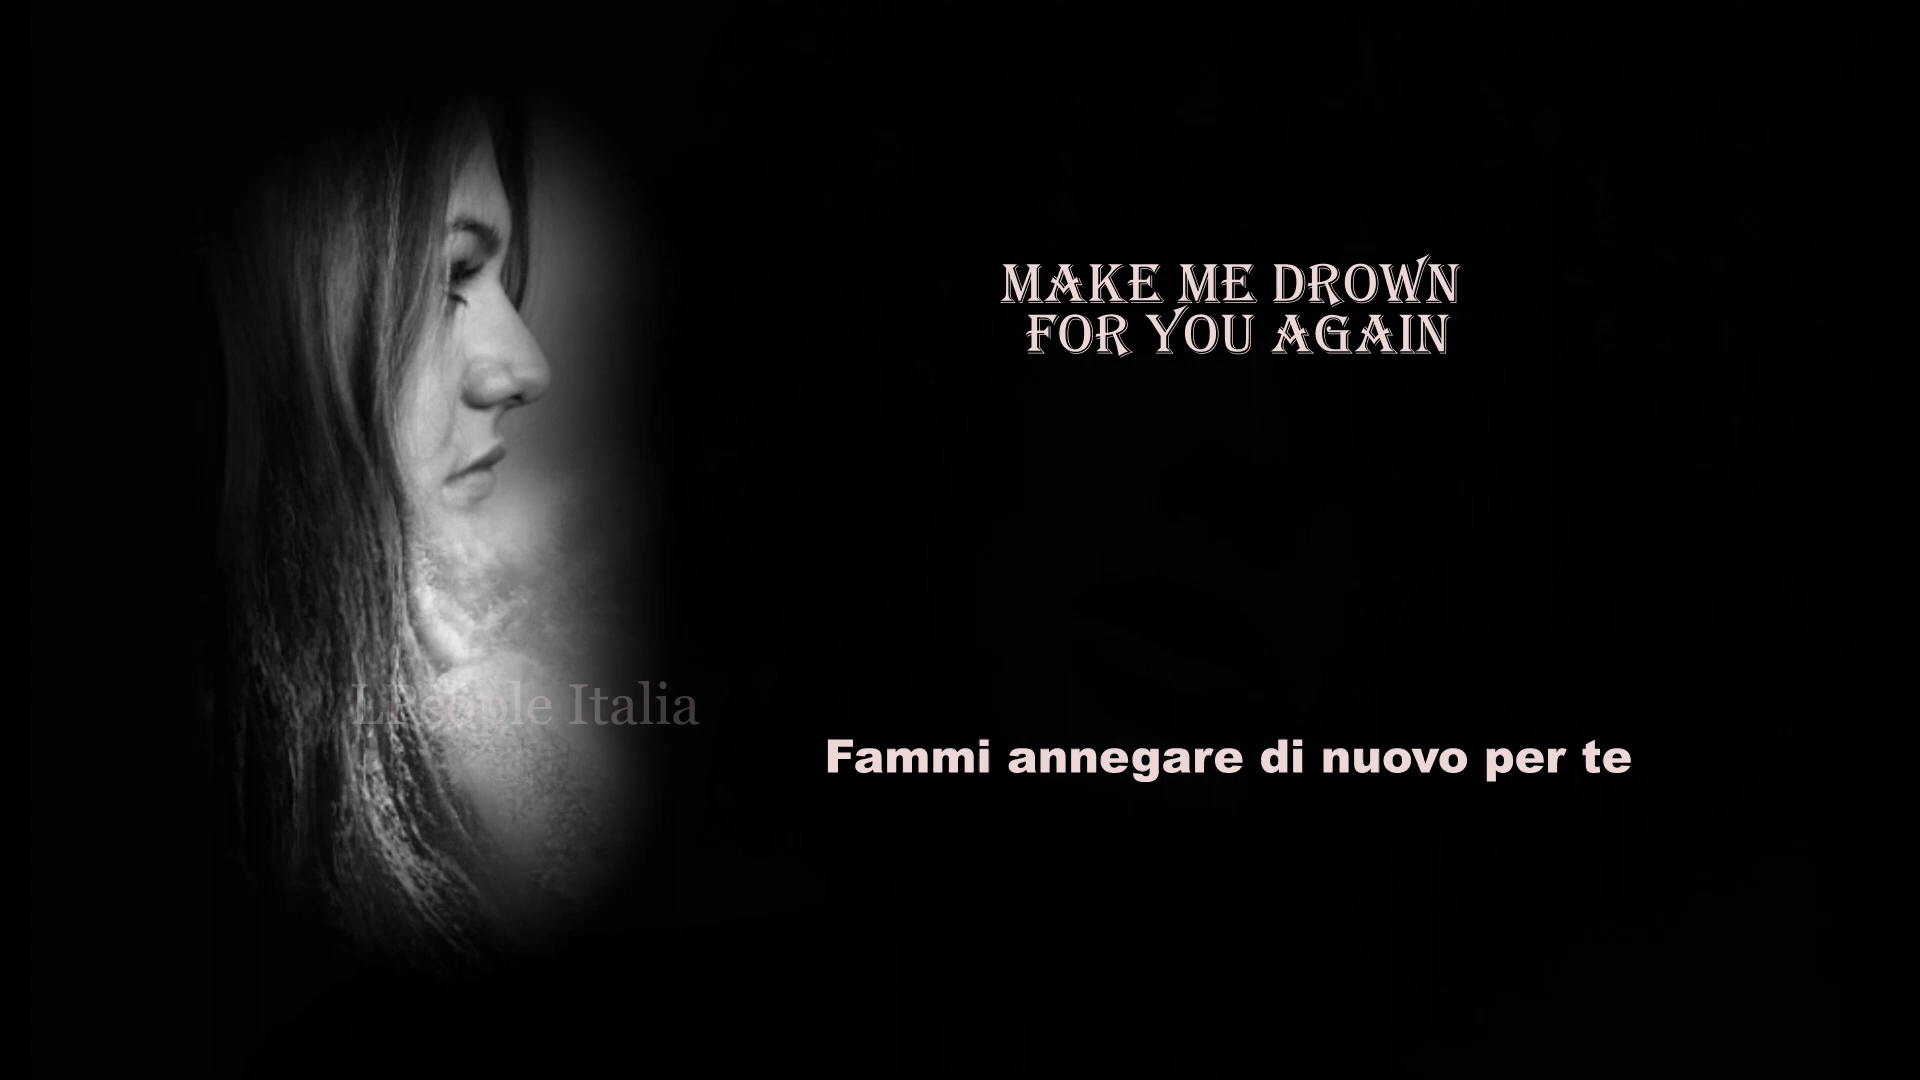 MAKE ME DROWN
FOR YOU AGAIN
LPeople Italia
Fammi annegare di nuovo per te